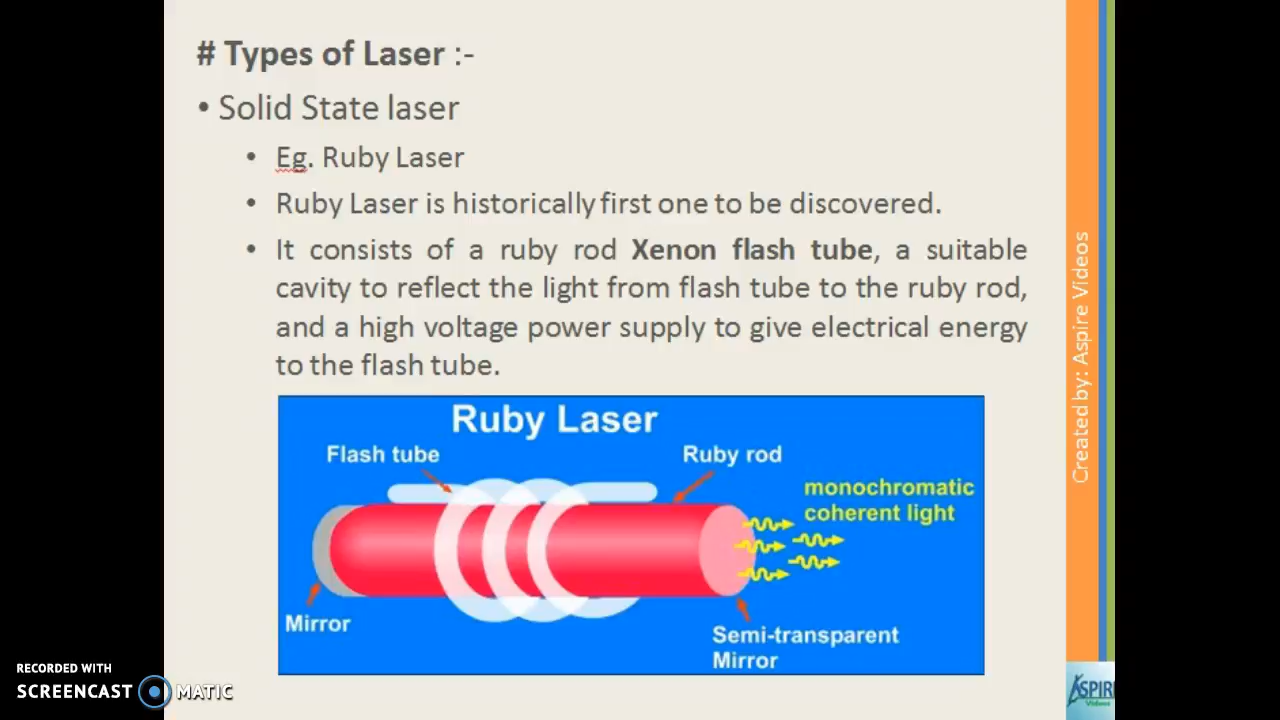 # Types of Laser :-
• Solid State laser
• Eg. Ruby Laser
• Ruby Laser is historically first one to be discovered.
• It consists of a ruby rod Xenon flash tube, a suitable
cavity to reflect the light from flash tube to the ruby rod,
and a high voltage power supply to give electrical energy
to the flash tube.
Ruby Laser
Flash tube
Ruby rod
monochromatic
coherent light
Mirror
Semi-transparent
Mirror
Created by: Aspire Videos
RECORDED WITH
SCREENCAST MATIC
ASPIRE
Videos